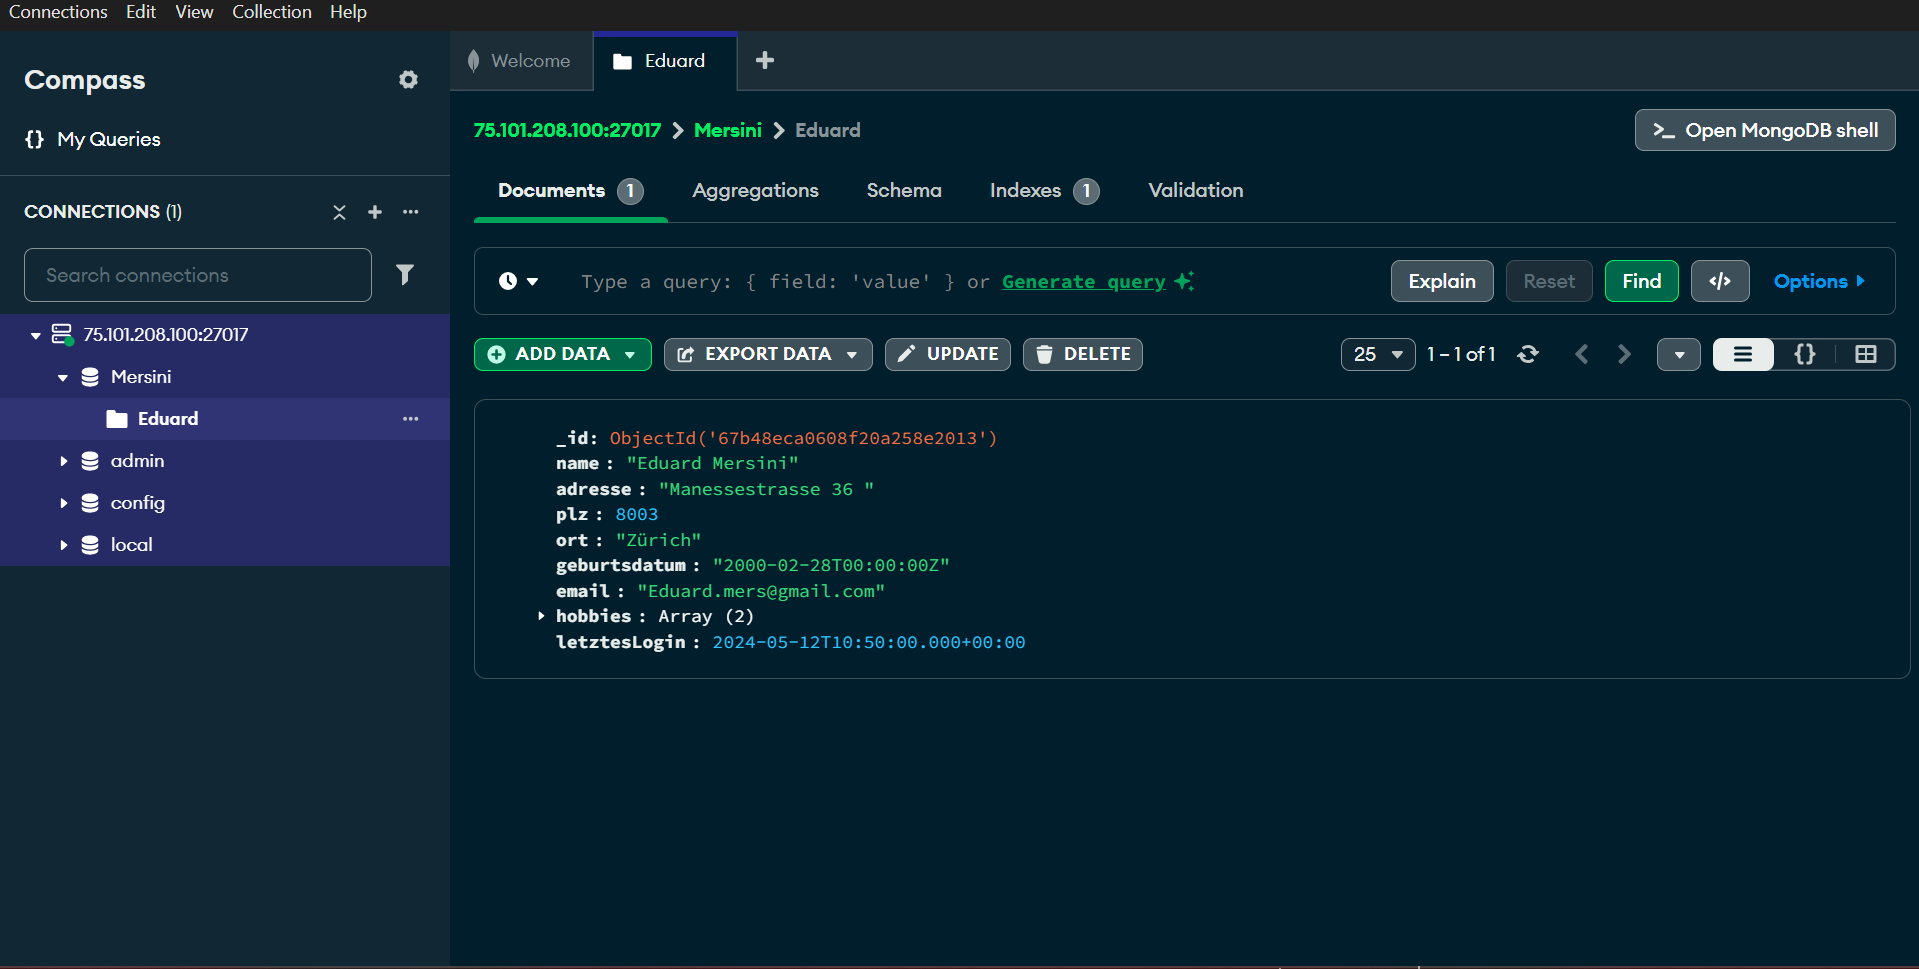 Connections Edit View Collection Help
Compass
{} My Queries
CONNECTIONS (1)
Search connections
75.101.208.100:27017
Mersini
Eduard
admin
config
local
Welcome
Eduard
75.101.208.100:27017 > Mersini > Eduard
>_ Open MongoDB shell
Documents 1 Aggregations Schema Indexes 1 Validation
Type a query: { field: 'value' } or Generate query
Explain Reset Find </> Options
ADD DATA EXPORT DATA UPDATE DELETE
25 1 – 1 of 1 {}
_id: ObjectId('67b48eca0608f20a258e2013')
name : "Eduard Mersini"
adresse : "Manessestrasse 36 "
plz : 8003
ort : "Zürich"
geburtsdatum : "2000-02-28T00:00:00Z"
email : "Eduard.mers@gmail.com"
hobbies : Array (2)
letztesLogin : 2024-05-12T10:50:00.000+00:00